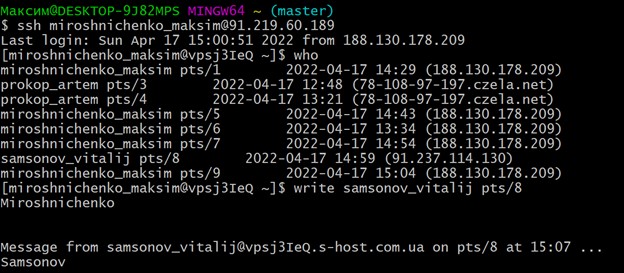 Максим@DESKTOP-9J82MPS MINGW64 ~ (master)
$ ssh miroshnichenko_maksim@91.219.60.189
Last login: Sun Apr 17 15:00:51 2022 from 188.130.178.209
[miroshnichenko_maksim@vpsj3IeQ ~]$ who
miroshnichenko_maksim pts/1        2022-04-17 14:29 (188.130.178.209)
prokop_artem pts/3        2022-04-17 12:48 (78-108-97-197.czela.net)
prokop_artem pts/4        2022-04-17 13:21 (78-108-97-197.czela.net)
miroshnichenko_maksim pts/5        2022-04-17 14:43 (188.130.178.209)
miroshnichenko_maksim pts/6        2022-04-17 13:34 (188.130.178.209)
miroshnichenko_maksim pts/7        2022-04-17 14:54 (188.130.178.209)
samsonov_vitalij pts/8        2022-04-17 14:59 (91.237.114.130)
miroshnichenko_maksim pts/9        2022-04-17 15:04 (188.130.178.209)
[miroshnichenko_maksim@vpsj3IeQ ~]$ write samsonov_vitalij pts/8
Miroshnichenko
Message from samsonov_vitalij@vpsj3IeQ.s-host.com.ua on pts/8 at 15:07 ...
Samsonov